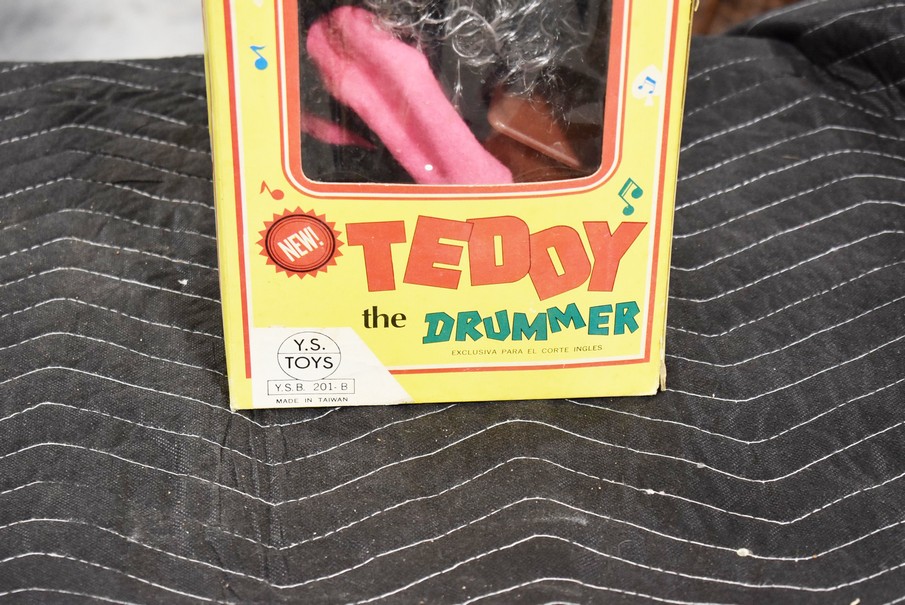 NEW!
TEDDY
the DRUMMER
EXCLUSIVA PARA EL CORTE INGLES
Y.S.
TOYS
Y.S.B. 201-B
MADE IN TAIWAN